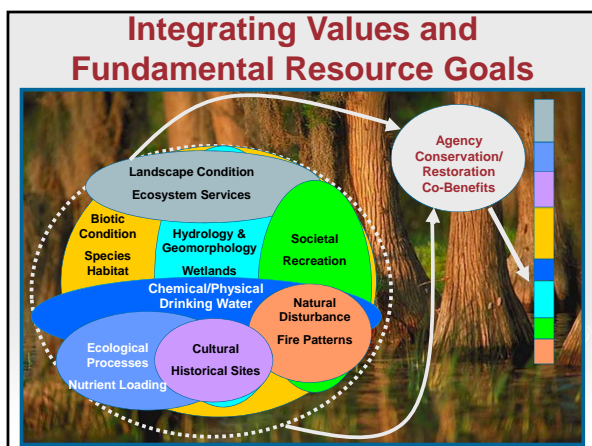 Integrating Values and
Fundamental Resource Goals
Agency
Conservation/
Restoration
Co-Benefits
Landscape Condition
Ecosystem Services
Biotic
Condition
Species
Habitat
Hydrology &
Geomorphology
Wetlands
Societal
Recreation
Chemical/Physical
Drinking Water
Natural
Disturbance
Fire Patterns
Ecological
Processes
Nutrient Loading
Cultural
Historical Sites